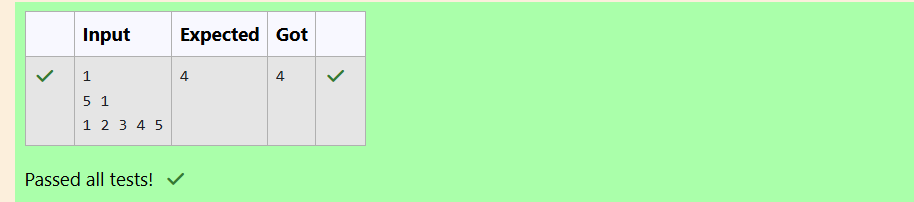 Input Expected Got
1 4 4
5 1
1 2 3 4 5
Passed all tests!